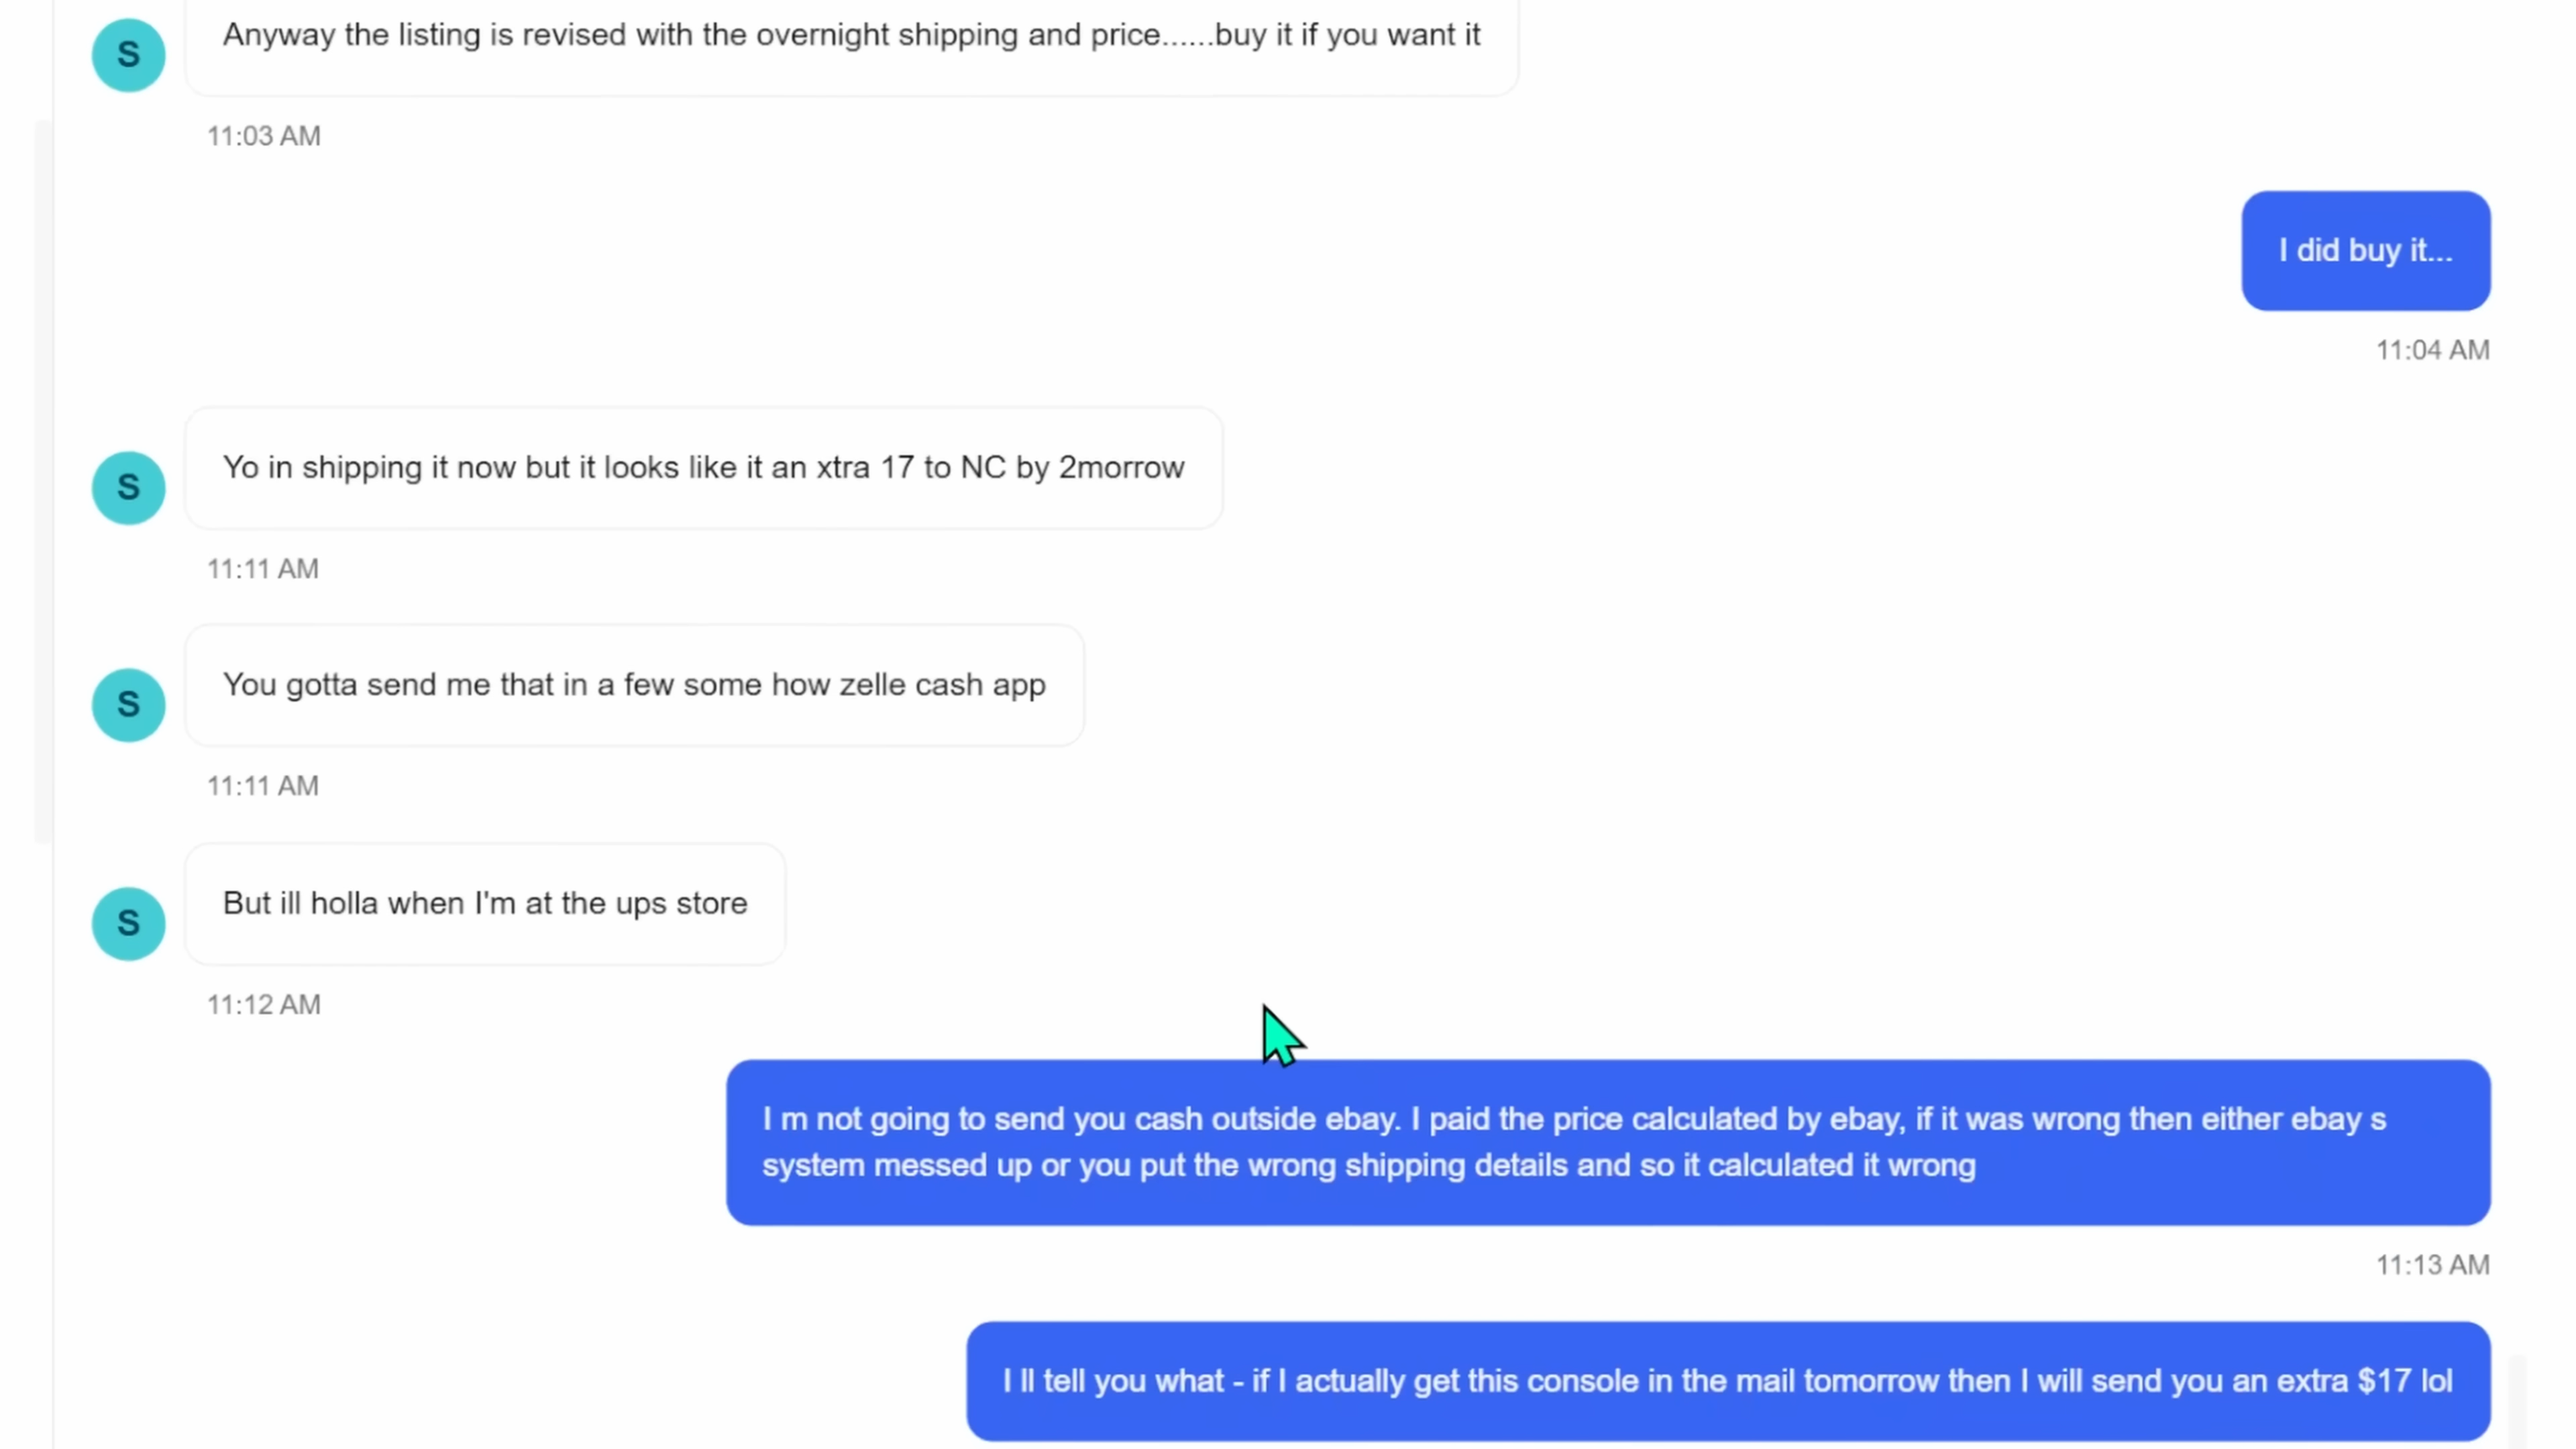 S
Anyway the listing is revised with the overnight shipping and price......buy it if you want it
11:03 AM
I did buy it...
11:04 AM
S
Yo in shipping it now but it looks like it an xtra 17 to NC by 2morrow
11:11 AM
S
You gotta send me that in a few some how zelle cash app
11:11 AM
S
But ill holla when I'm at the ups store
11:12 AM
I m not going to send you cash outside ebay. I paid the price calculated by ebay, if it was wrong then either ebay s
system messed up or you put the wrong shipping details and so it calculated it wrong
11:13 AM
I ll tell you what - if I actually get this console in the mail tomorrow then I will send you an extra $17 lol